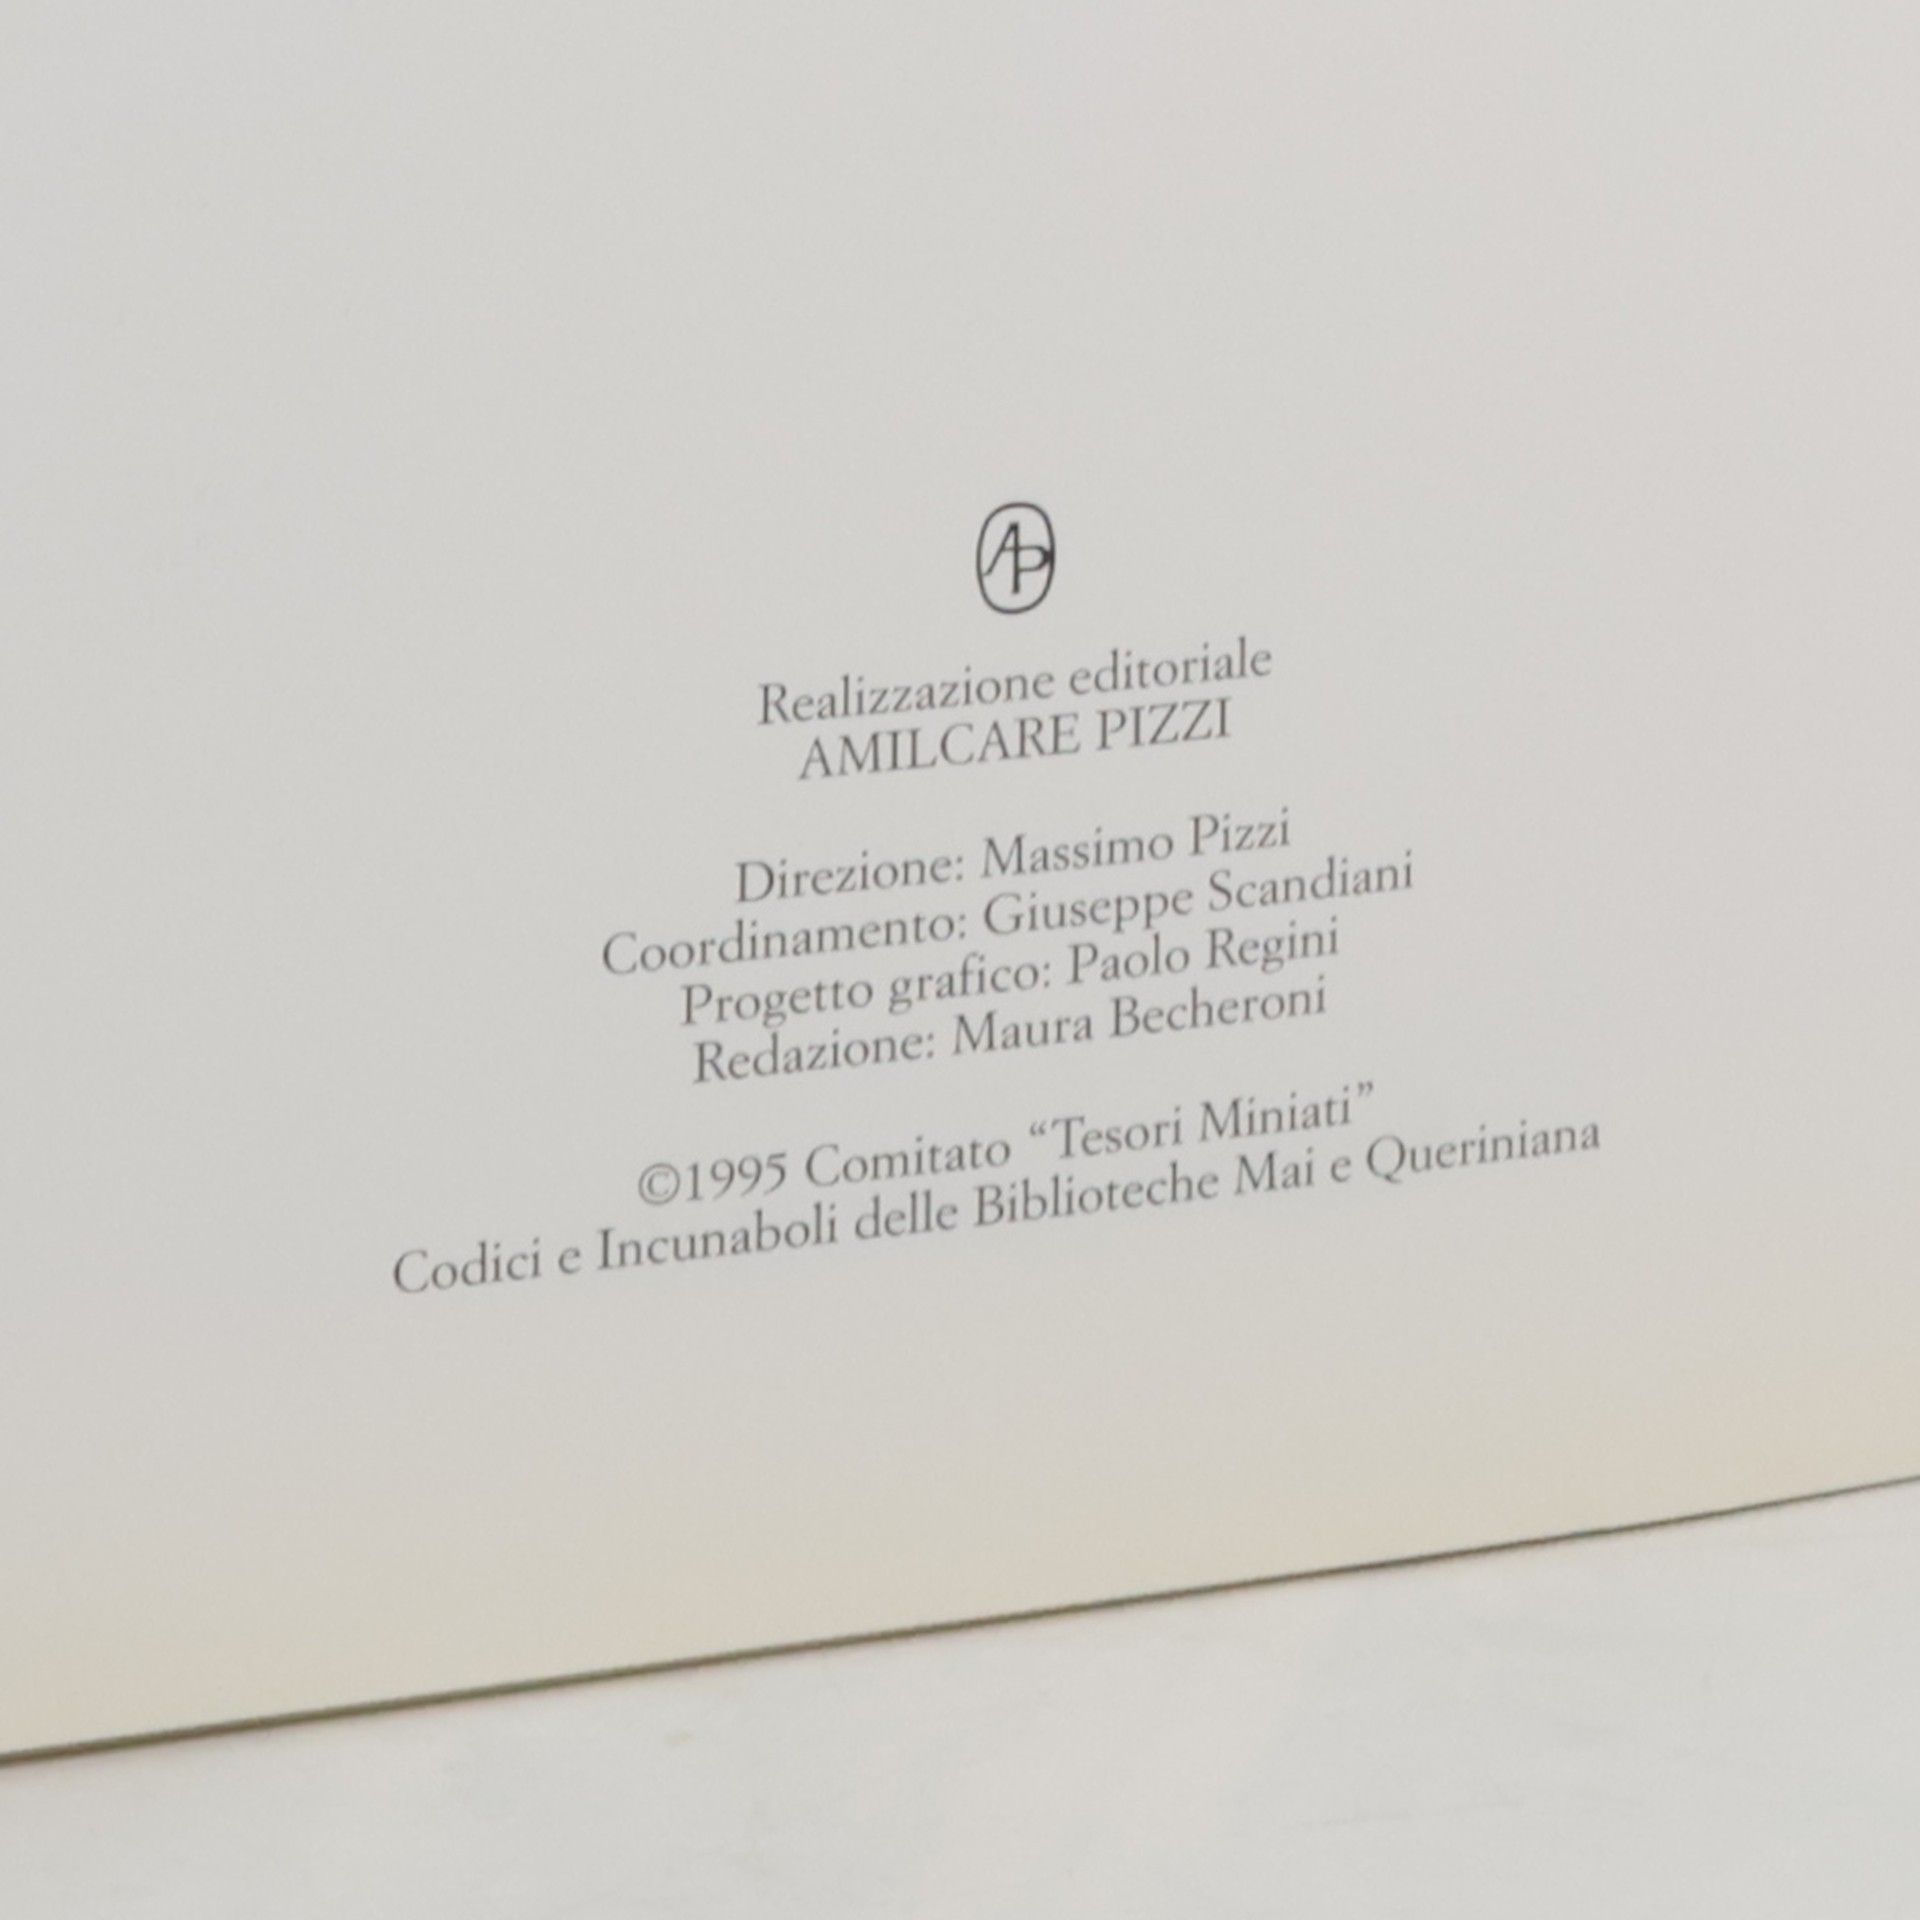 AP
Realizzazione editoriale
AMILCARE PIZZI
Direzione: Massimo Pizzi
Coordinamento: Giuseppe Scandiani
Progetto grafico: Paolo Regini
Redazione: Maura Becheroni
©1995 Comitato “Tesori Miniati”
Codici e Incunaboli delle Biblioteche Mai e Queriniana